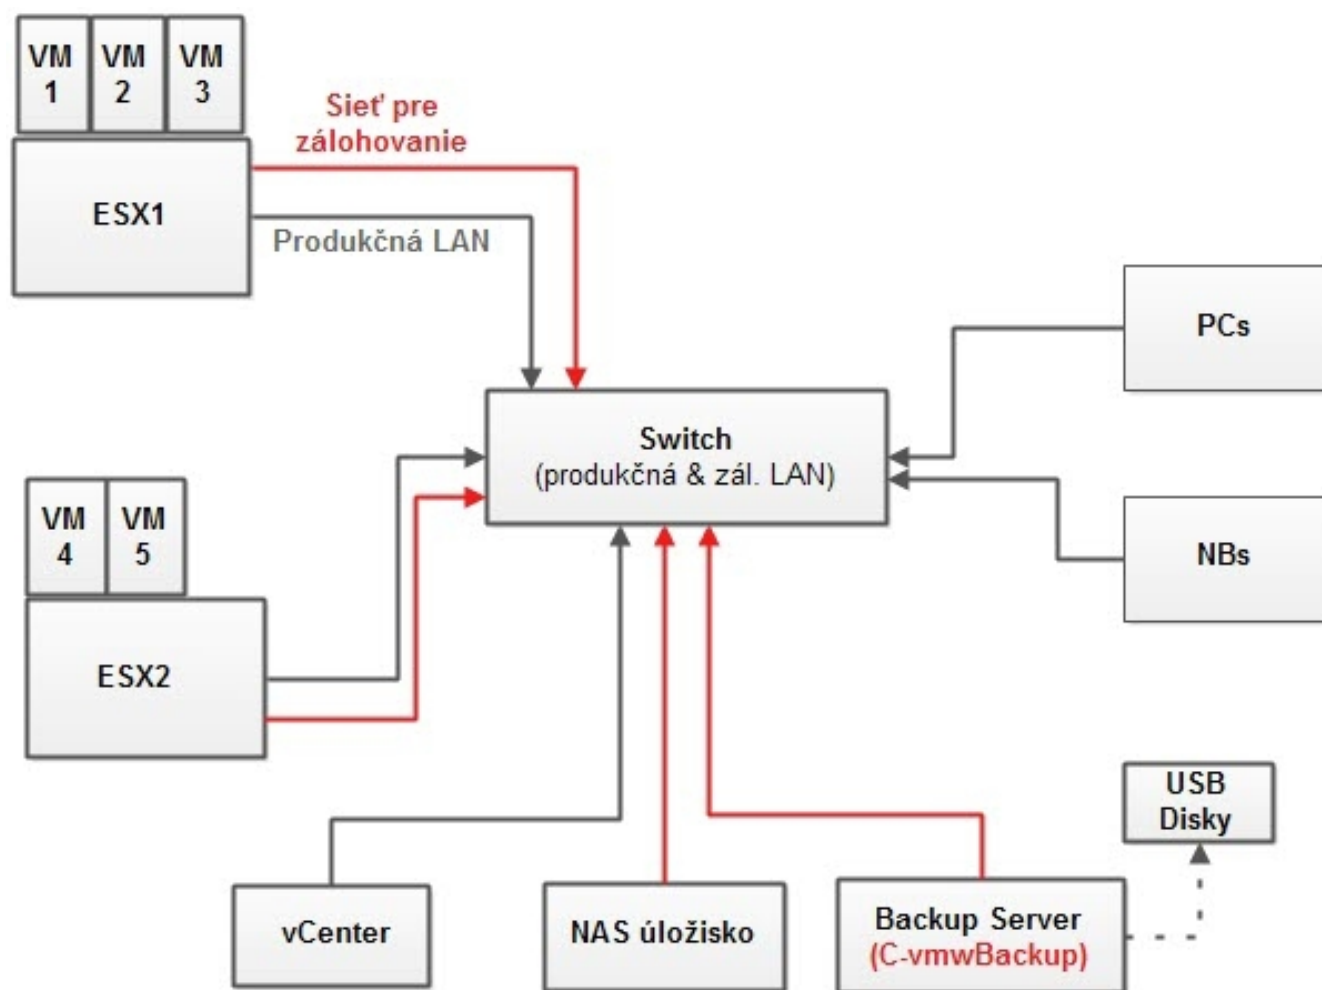 VM
1
VM
2
VM
3
Sieť pre
zálohovanie
ESX1
Produkčná LAN
PCs
Switch
(produkčná & zál. LAN)
VM
4
VM
5
NBs
ESX2
USB
Disky
vCenter
NAS úložisko
Backup Server
(C-vmwBackup)